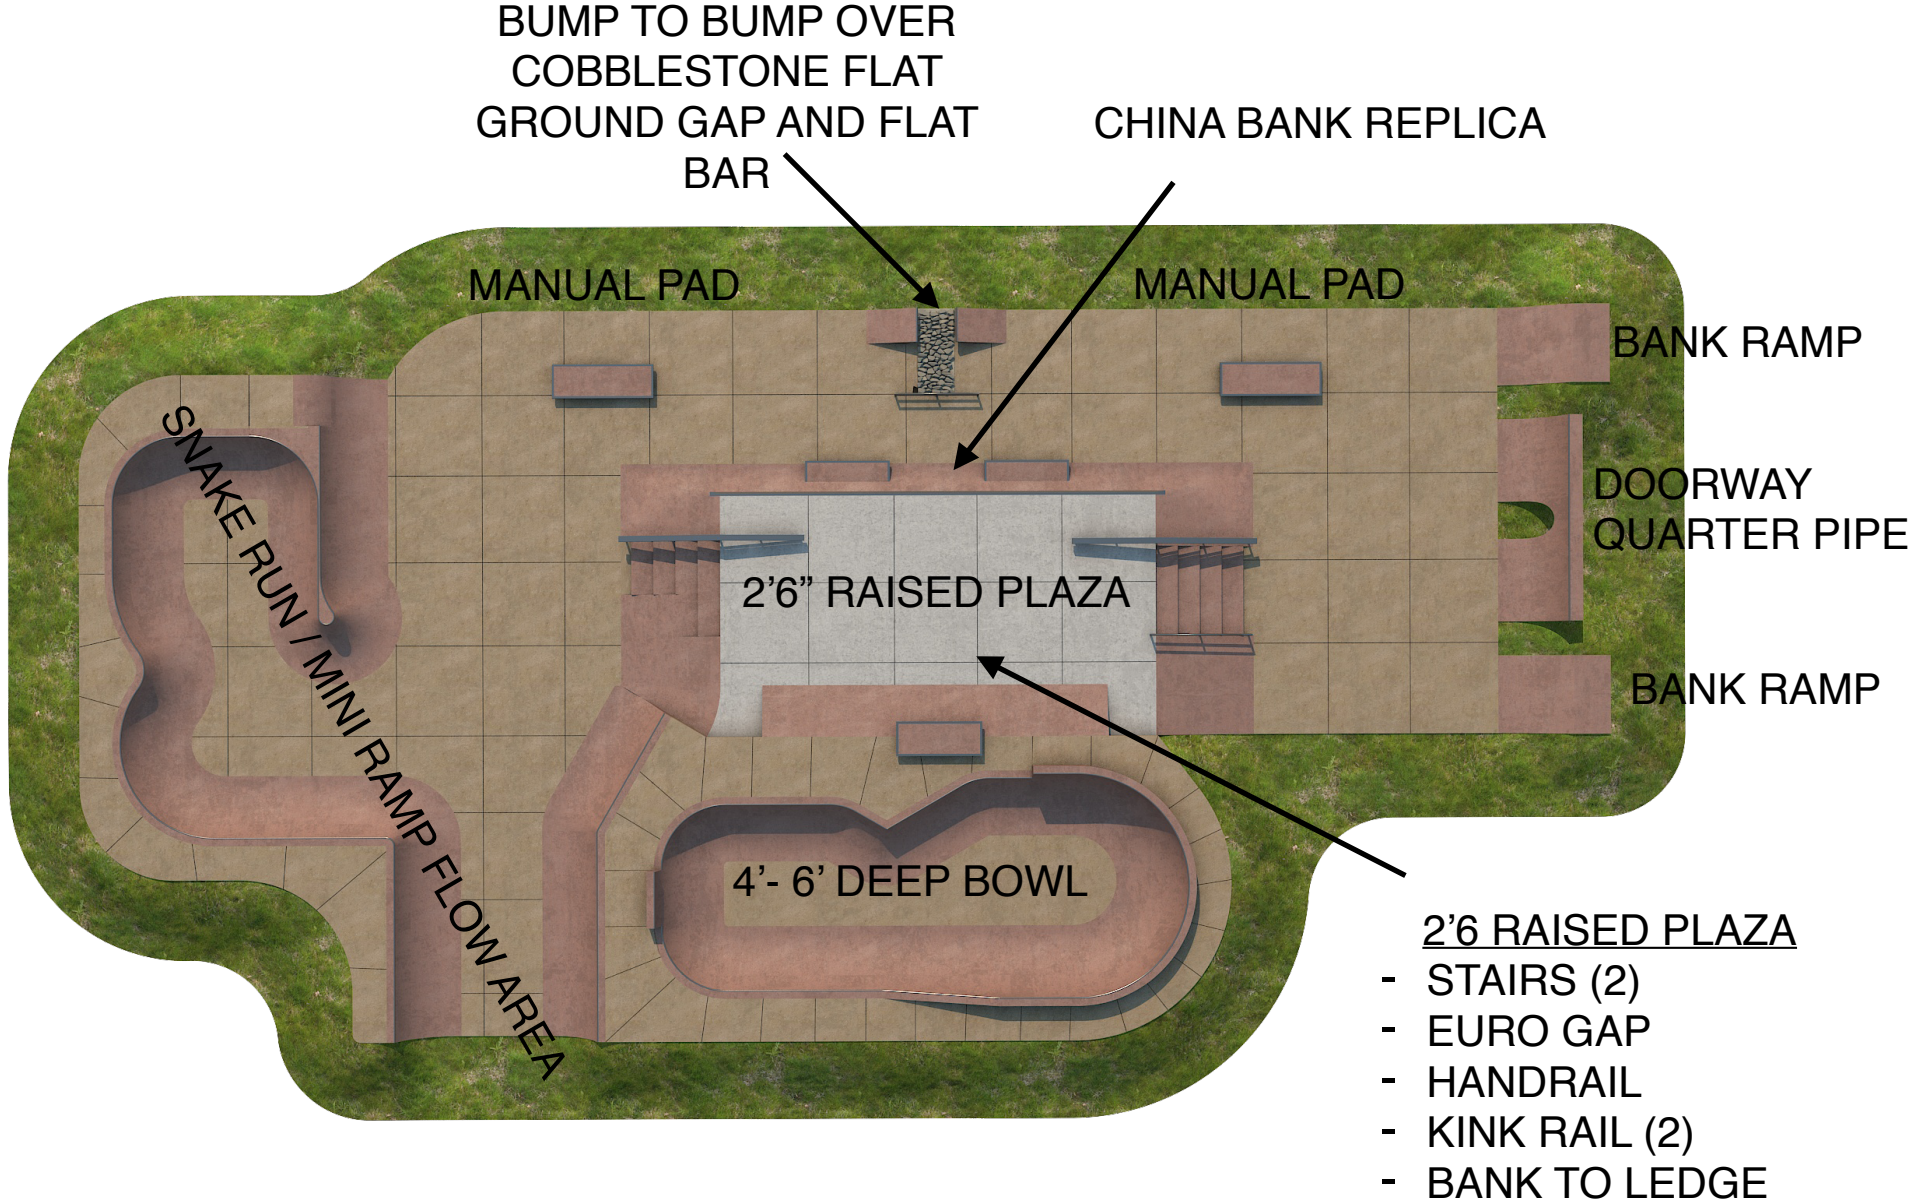 BUMP TO BUMP OVER
COBBLESTONE FLAT
GROUND GAP AND FLAT
BAR
CHINA BANK REPLICA
MANUAL PAD
MANUAL PAD
BANK RAMP
DOORWAY
QUARTER PIPE
BANK RAMP
SNAKE RUN / MINI RAMP FLOW AREA
2’6” RAISED PLAZA
4’- 6’ DEEP BOWL
2’6 RAISED PLAZA
- STAIRS (2)
- EURO GAP
- HANDRAIL
- KINK RAIL (2)
- BANK TO LEDGE